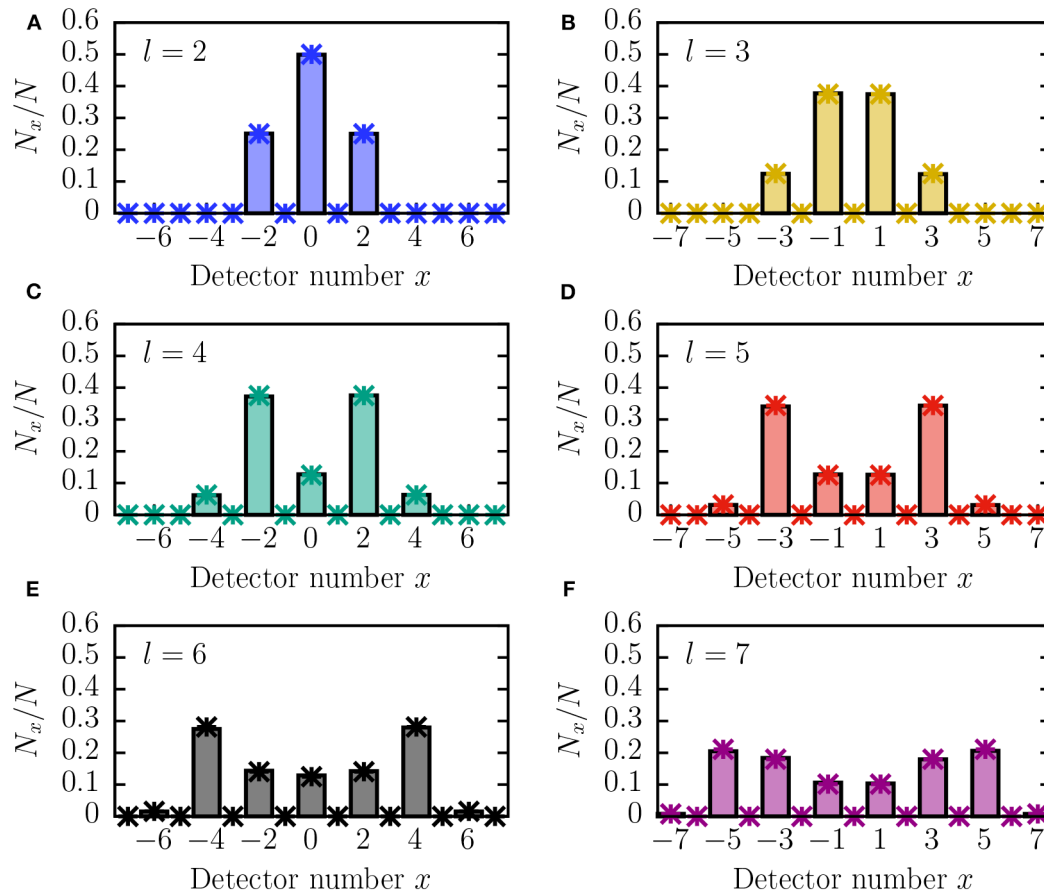 A
0.6
0.5
0.4
0.3
0.2
0.1
0
N_x/N
l = 2
−6 −4 −2 0 2 4 6
Detector number x
B
0.6
0.5
0.4
0.3
0.2
0.1
0
N_x/N
l = 3
−7 −5 −3 −1 1 3 5 7
Detector number x
C
0.6
0.5
0.4
0.3
0.2
0.1
0
N_x/N
l = 4
−6 −4 −2 0 2 4 6
Detector number x
D
0.6
0.5
0.4
0.3
0.2
0.1
0
N_x/N
l = 5
−7 −5 −3 −1 1 3 5 7
Detector number x
E
0.6
0.5
0.4
0.3
0.2
0.1
0
N_x/N
l = 6
−6 −4 −2 0 2 4 6
Detector number x
F
0.6
0.5
0.4
0.3
0.2
0.1
0
N_x/N
l = 7
−7 −5 −3 −1 1 3 5 7
Detector number x